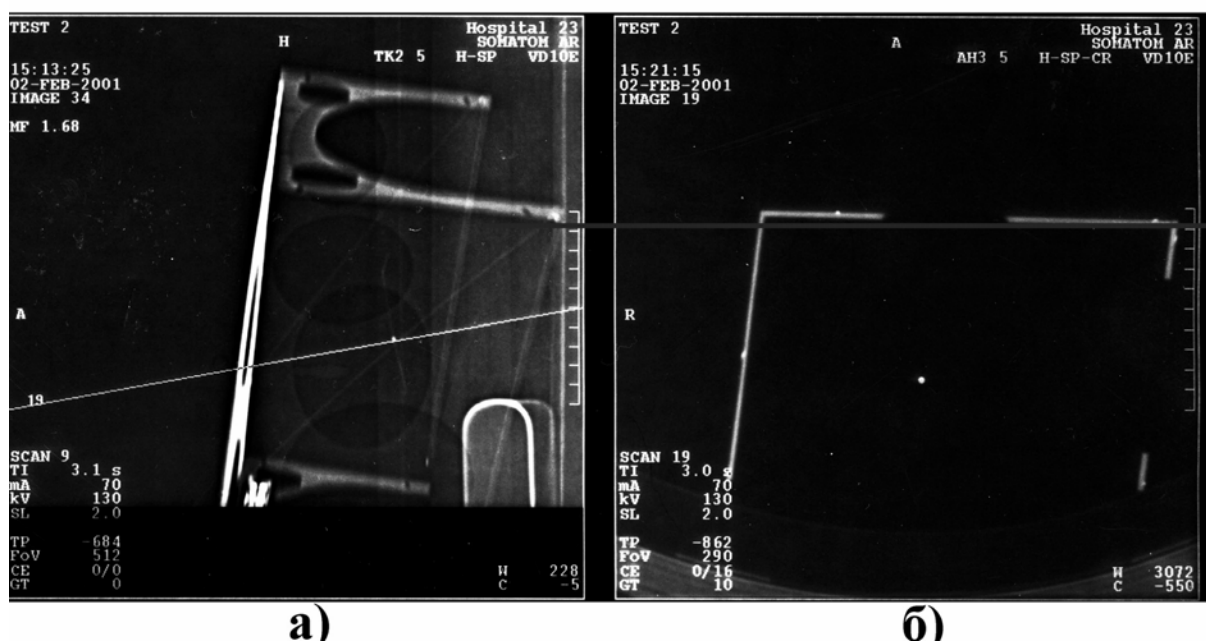 TEST 2
Hospital 23
SOMATOM AR
H
TK2 5 H-SP VD10E
15:13:25
02-FEB-2001
IMAGE 34
MF 1.68
A
19
SCAN 9
TI 3.1 s
mA 70
kV 130
SL 2.0
TP -684
FoV 512
CE 0/0
GT 0
W 228
C -5
а)
TEST 2
Hospital 23
SOMATOM AR
A
AH3 5 H-SP-CR VD10E
15:21:15
02-FEB-2001
IMAGE 19
R
SCAN 19
TI 3.0 s
mA 70
kV 130
SL 2.0
TP -862
FoV 290
CE 0/16
GT 10
W 3072
C -550
б)